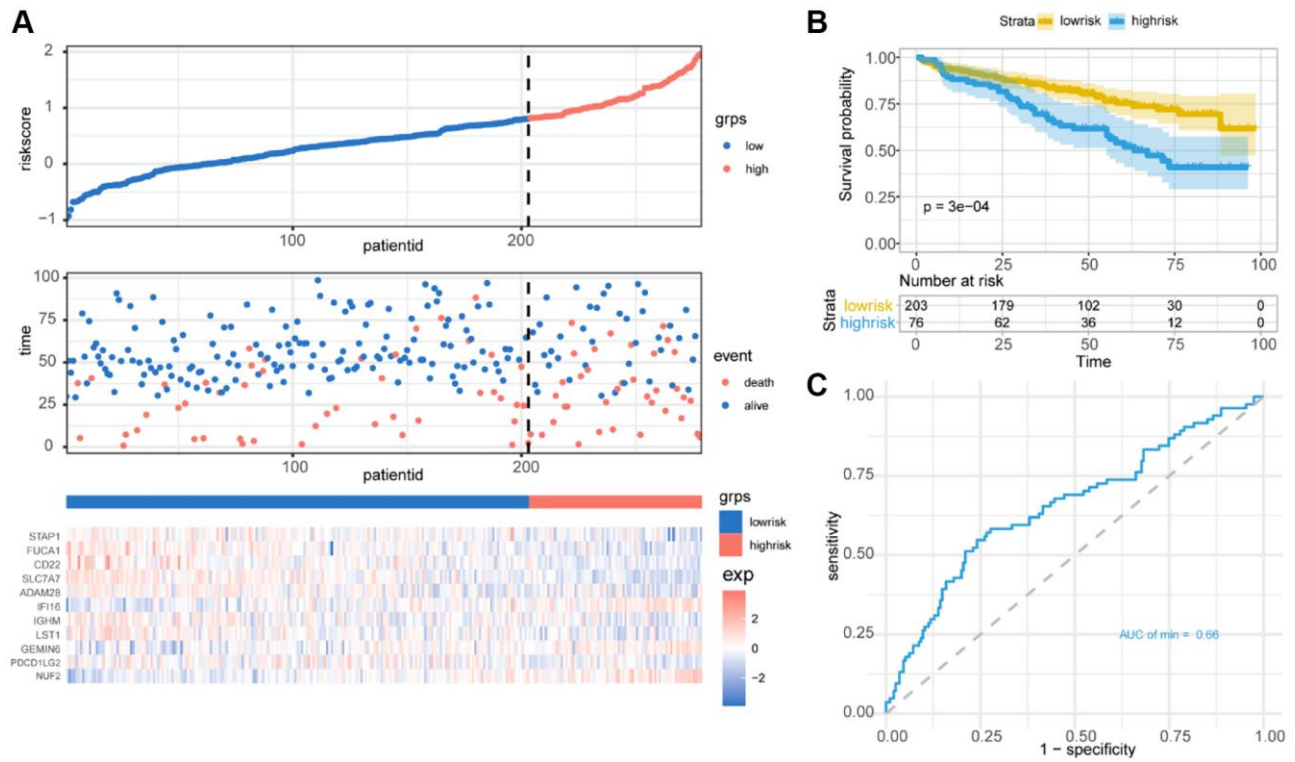 A
2
1
0
−1
riskscore
100
200
patientid
grps
low
high
100
75
50
25
0
time
100
200
patientid
event
death
alive
grps
lowrisk
highrisk
STAP1
FUCA1
CD22
SLC7A7
ADAM28
IFI16
IGHM
LST1
GEMIN6
PDCD1LG2
NUF2
exp
2
0
−2
B
Strata lowrisk highrisk
1.00
0.75
0.50
0.25
0.00
Survival probability
p = 3e−04
0 25 50 75 100
Number at risk
Strata
lowrisk 203 179 102 30 0
highrisk 76 62 36 12 0
0 25 50 75 100
Time
C
1.00
0.75
0.50
0.25
0.00
sensitivity
AUC of min = 0.66
0.00 0.25 0.50 0.75 1.00
1 − specificity